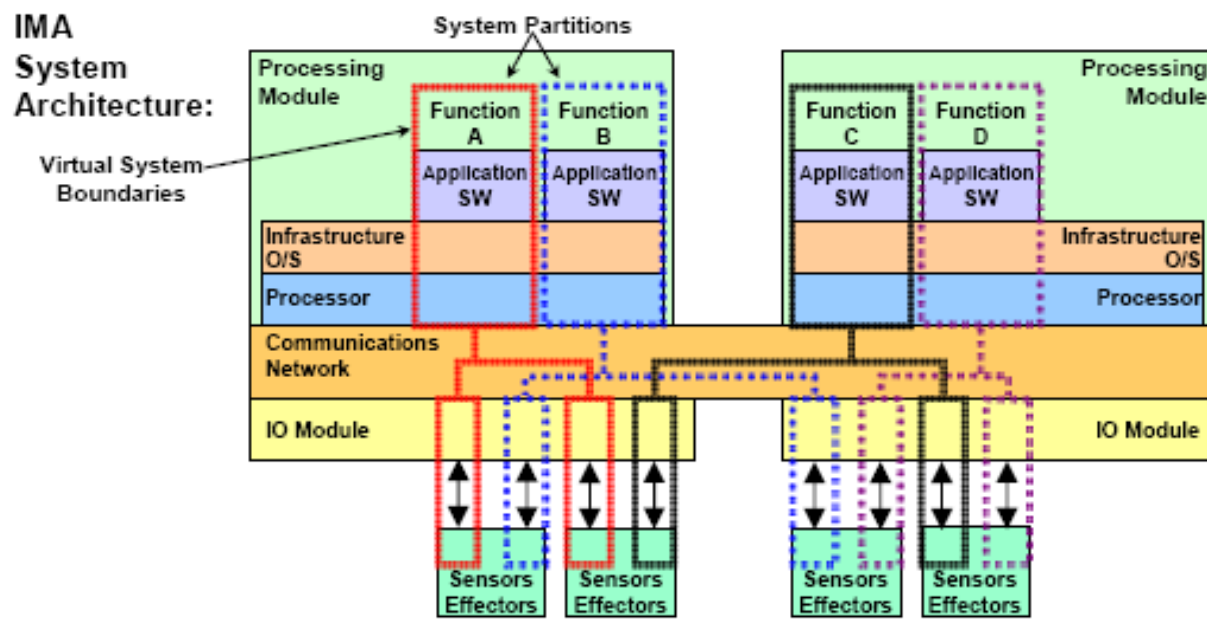 IMA
System
Architecture:
System Partitions
Processing
Module
Function
A
Function
B
Virtual System
Boundaries
Application
SW
Application
SW
Infrastructure
O/S
Processor
Processing
Module
Function
C
Function
D
Application
SW
Application
SW
Infrastructure
O/S
Processor
Communications
Network
IO Module
IO Module
Sensors
Effectors
Sensors
Effectors
Sensors
Effectors
Sensors
Effectors